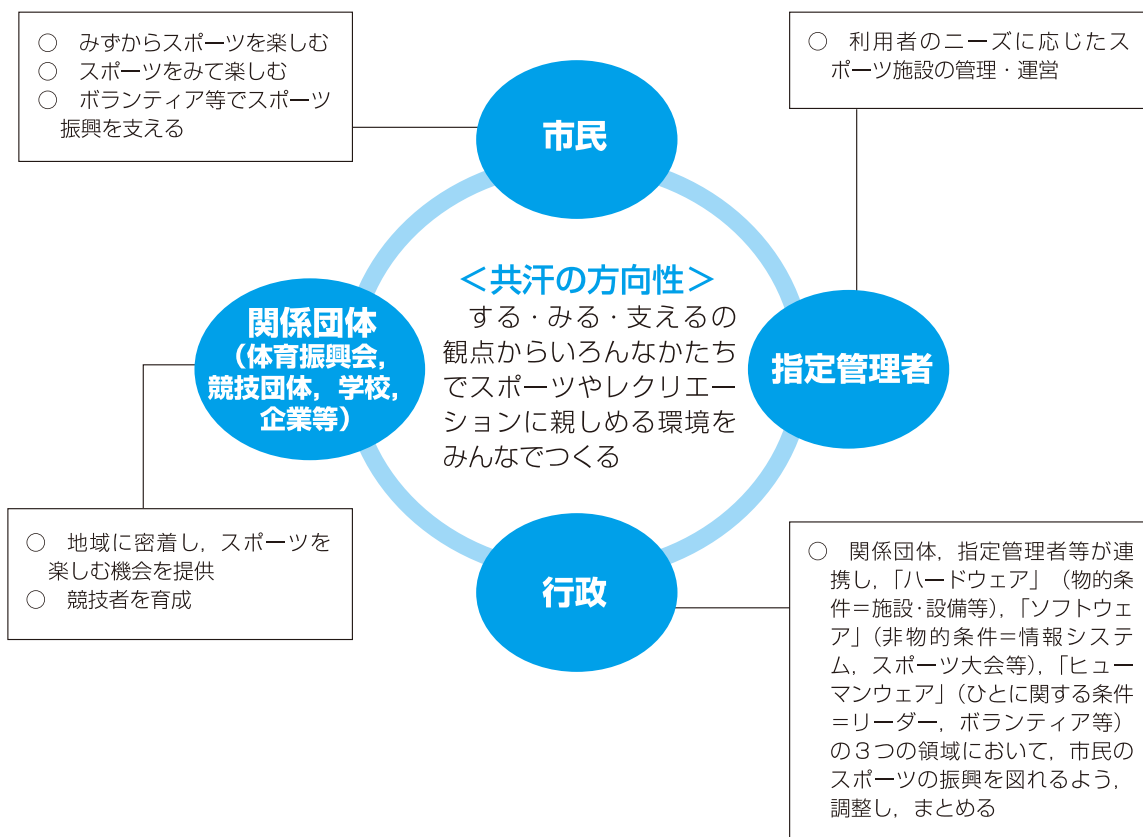 ○　みずからスポーツを楽しむ
○　スポーツをみて楽しむ
○　ボランティア等でスポーツ
振興を支える
○　利用者のニーズに応じたス
ポーツ施設の管理・運営
市民
＜共汗の方向性＞
する・みる・支えるの
観点からいろんなかたち
でスポーツやレクリエー
ションに親しめる環境を
みんなでつくる
関係団体
（体育振興会，
競技団体，学校，
企業等）
指定管理者
行政
○　地域に密着し，スポーツを
楽しむ機会を提供
○　競技者を育成
○　関係団体，指定管理者等が連
携し，「ハードウェア」（物的条
件＝施設・設備等），「ソフトウェ
ア」（非物的条件＝情報システ
ム，スポーツ大会等），「ヒュー
マンウェア」（ひとに関する条件
＝リーダー，ボランティア等）
の３つの領域において，市民の
スポーツの振興を図れるよう，
調整し，まとめる